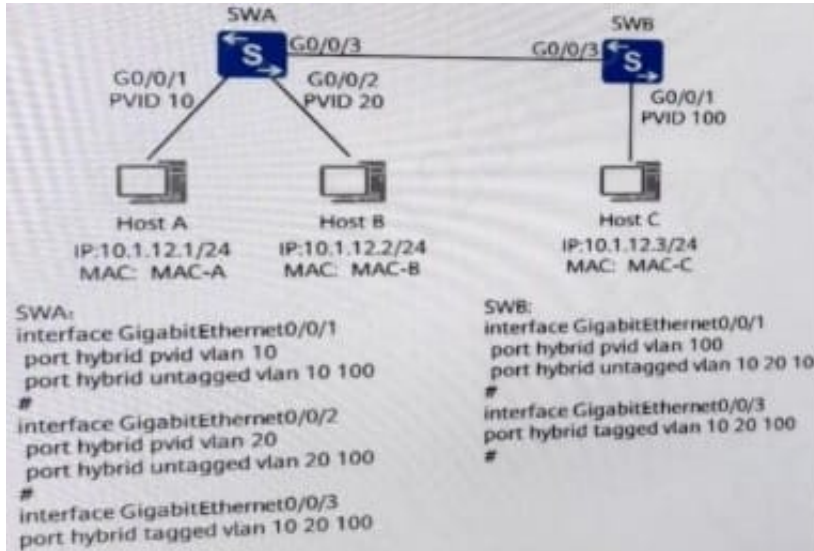 SWA
SWB
G0/0/3
G0/0/3
S
S
G0/0/1
PVID 10
G0/0/2
PVID 20
G0/0/1
PVID 100
Host A
IP:10.1.12.1/24
MAC: MAC-A
Host B
IP:10.1.12.2/24
MAC: MAC-B
Host C
IP:10.1.12.3/24
MAC: MAC-C
SWA:
interface GigabitEthernet0/0/1
port hybrid pvid vlan 10
port hybrid untagged vlan 10 100
#
interface GigabitEthernet0/0/2
port hybrid pvid vlan 20
port hybrid untagged vlan 20 100
#
interface GigabitEthernet0/0/3
port hybrid tagged vlan 10 20 100
SWB:
interface GigabitEthernet0/0/1
port hybrid pvid vlan 100
port hybrid untagged vlan 10 20 10
#
interface GigabitEthernet0/0/3
port hybrid tagged vlan 10 20 100
#